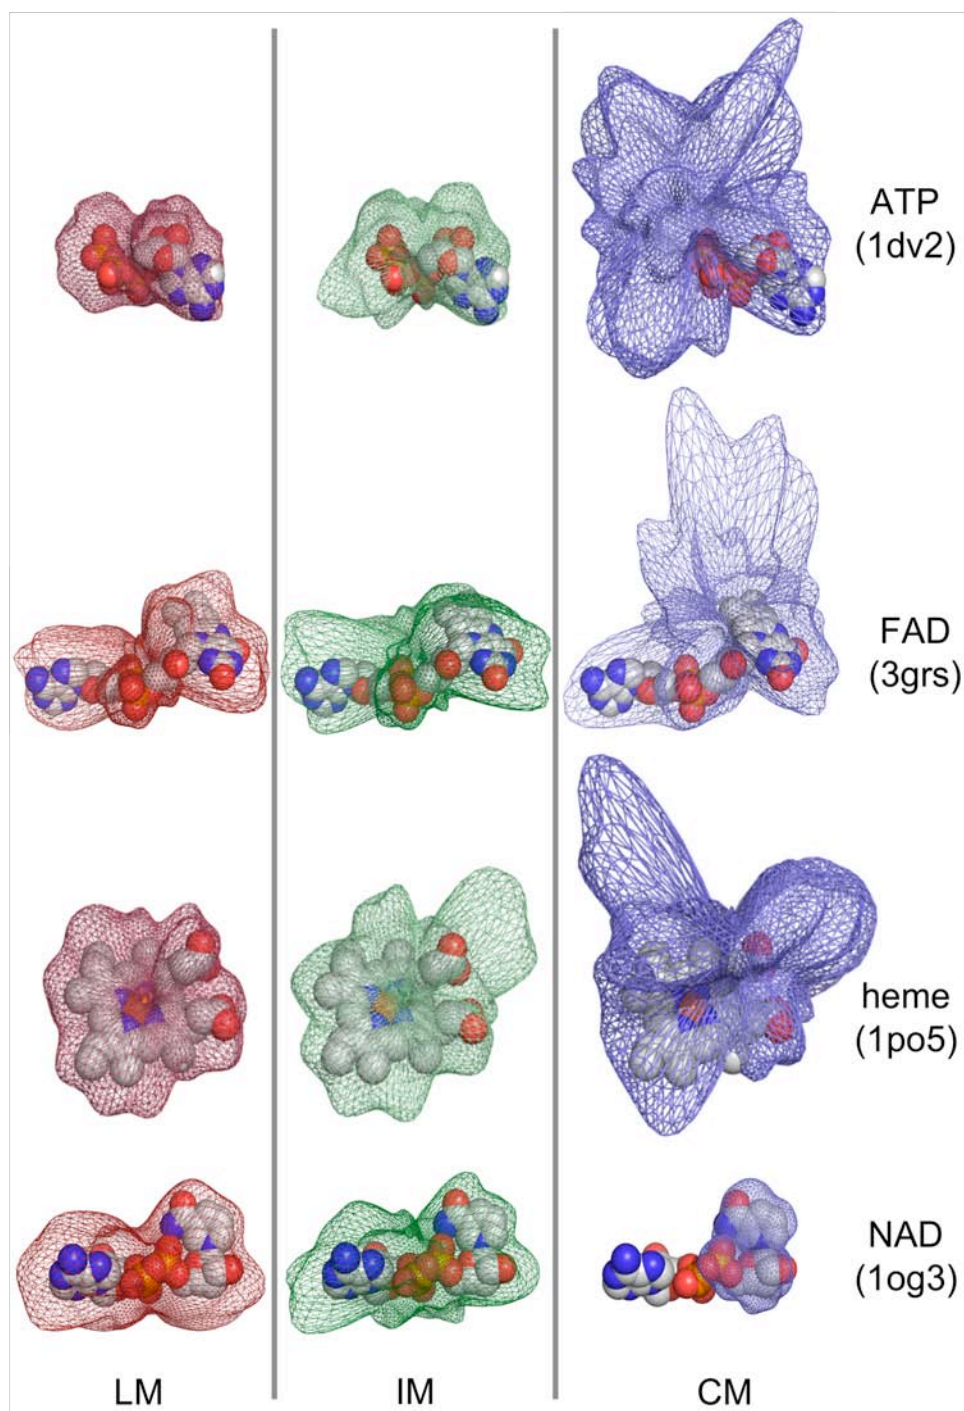 ATP
(1dv2)
FAD
(3grs)
heme
(1po5)
NAD
(1og3)
LM
IM
CM